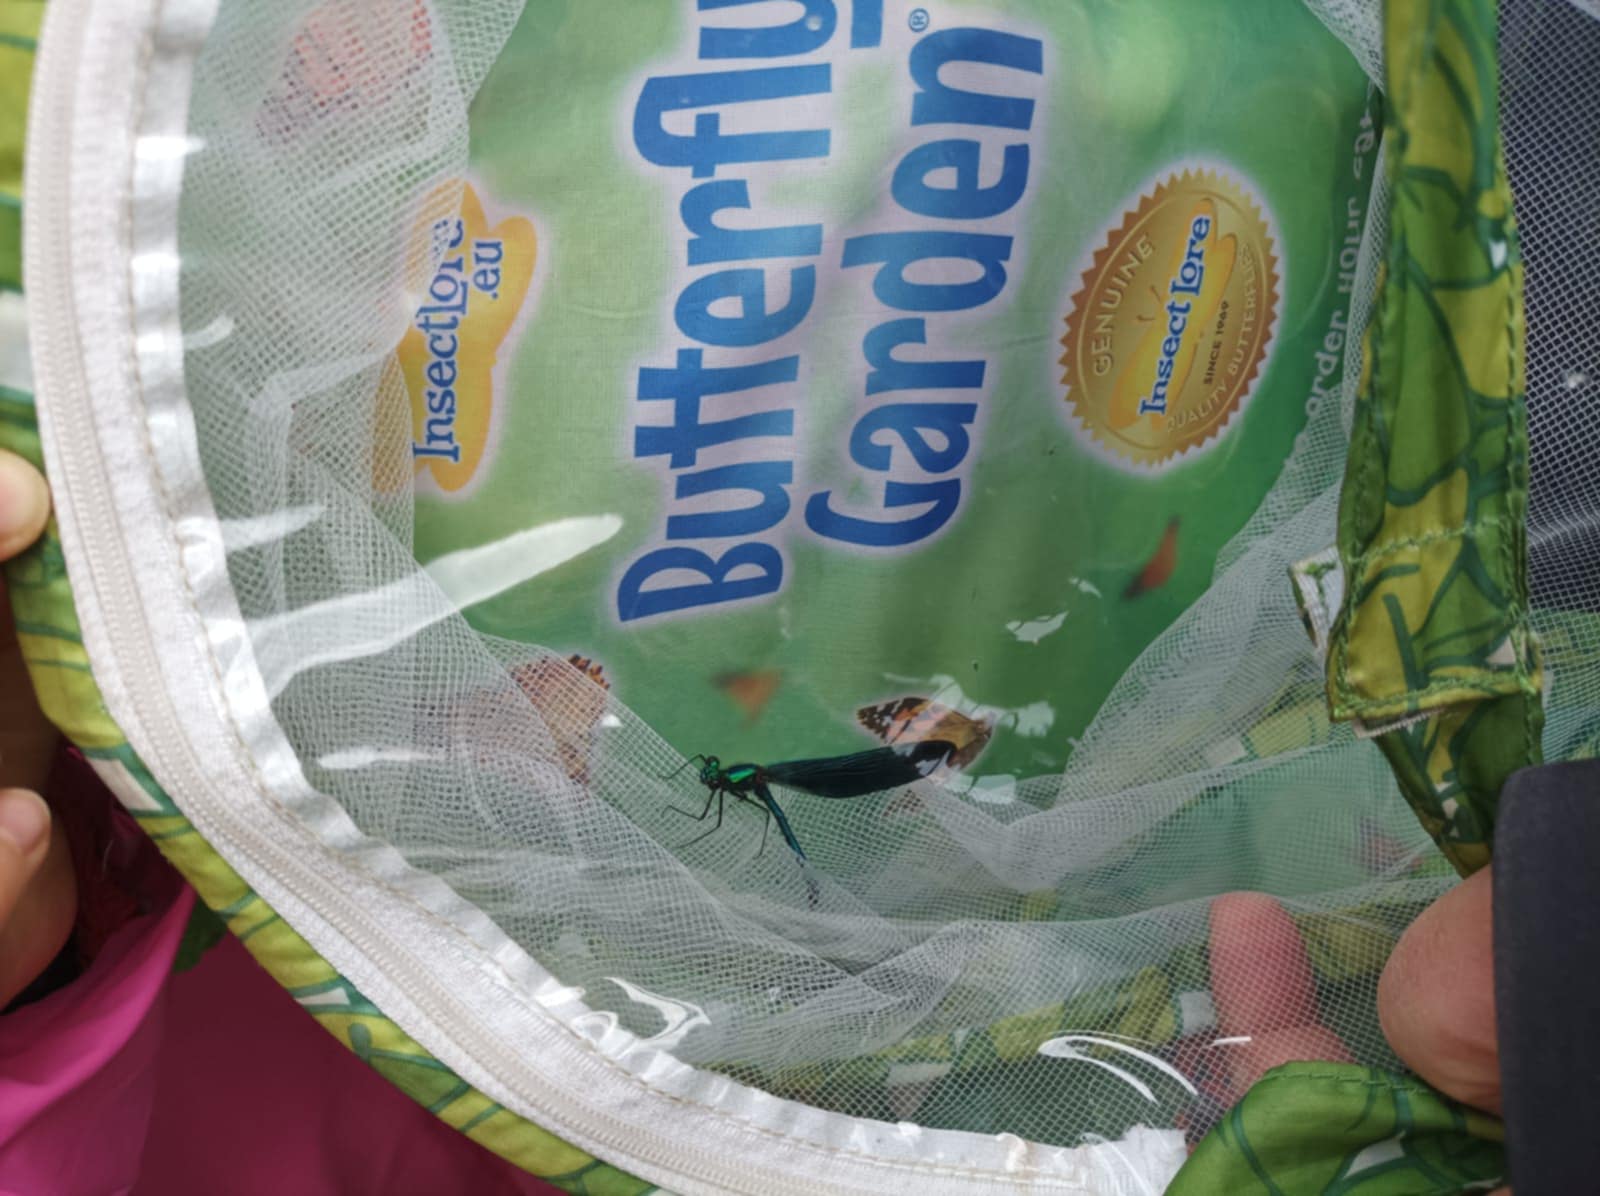 InsectLore
.eu
Butterfly
Garden®
GENUINE
Insect Lore
SINCE 1969
QUALITY BUTTERFLIES
order your